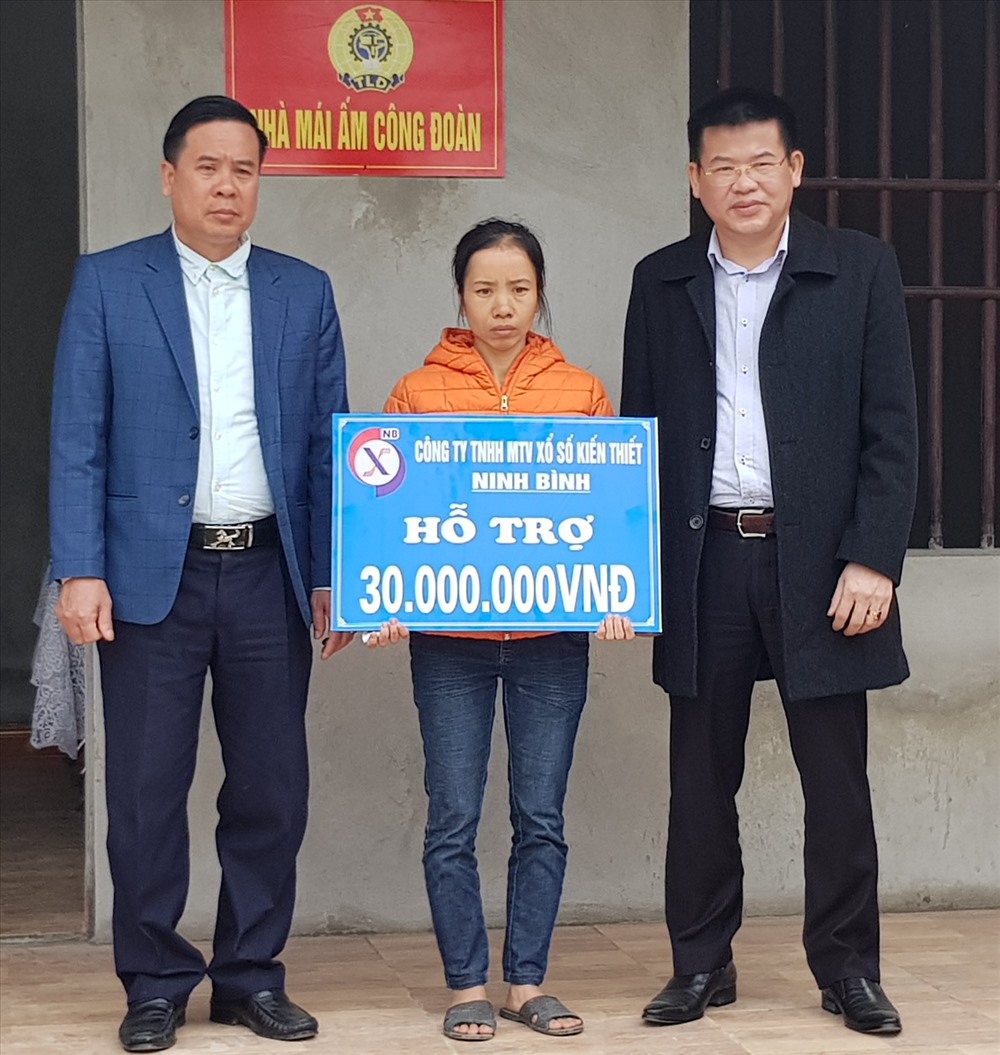 TLD
NHÀ MÁI ẤM CÔNG ĐOÀN
NB
X
CÔNG TY TNHH MTV XỔ SỐ KIẾN THIẾT
NINH BÌNH
HỖ TRỢ
30.000.000VNĐ